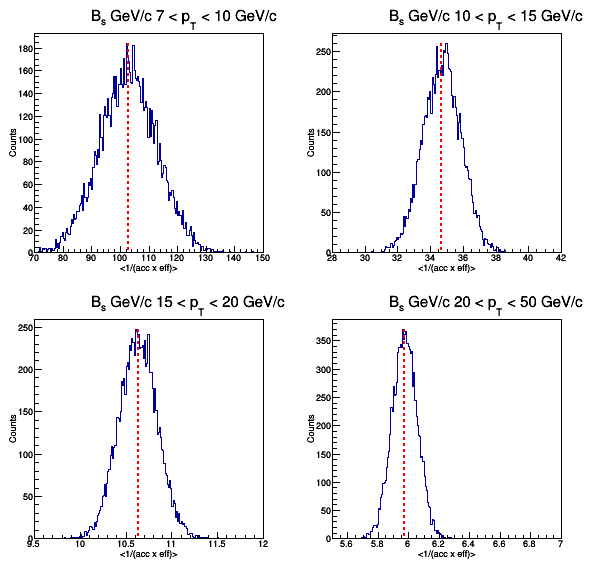 B_s GeV/c 7 < p_T < 10 GeV/c
Counts
180
160
140
120
100
80
60
40
20
0
70 80 90 100 110 120 130 140 150
<1/(acc x eff)>
B_s GeV/c 10 < p_T < 15 GeV/c
Counts
250
200
150
100
50
0
28 30 32 34 36 38 40 42
<1/(acc x eff)>
B_s GeV/c 15 < p_T < 20 GeV/c
Counts
250
200
150
100
50
0
9.5 10 10.5 11 11.5 12
<1/(acc x eff)>
B_s GeV/c 20 < p_T < 50 GeV/c
Counts
350
300
250
200
150
100
50
0
5.6 5.8 6 6.2 6.4 6.6 6.8 7
<1/(acc x eff)>